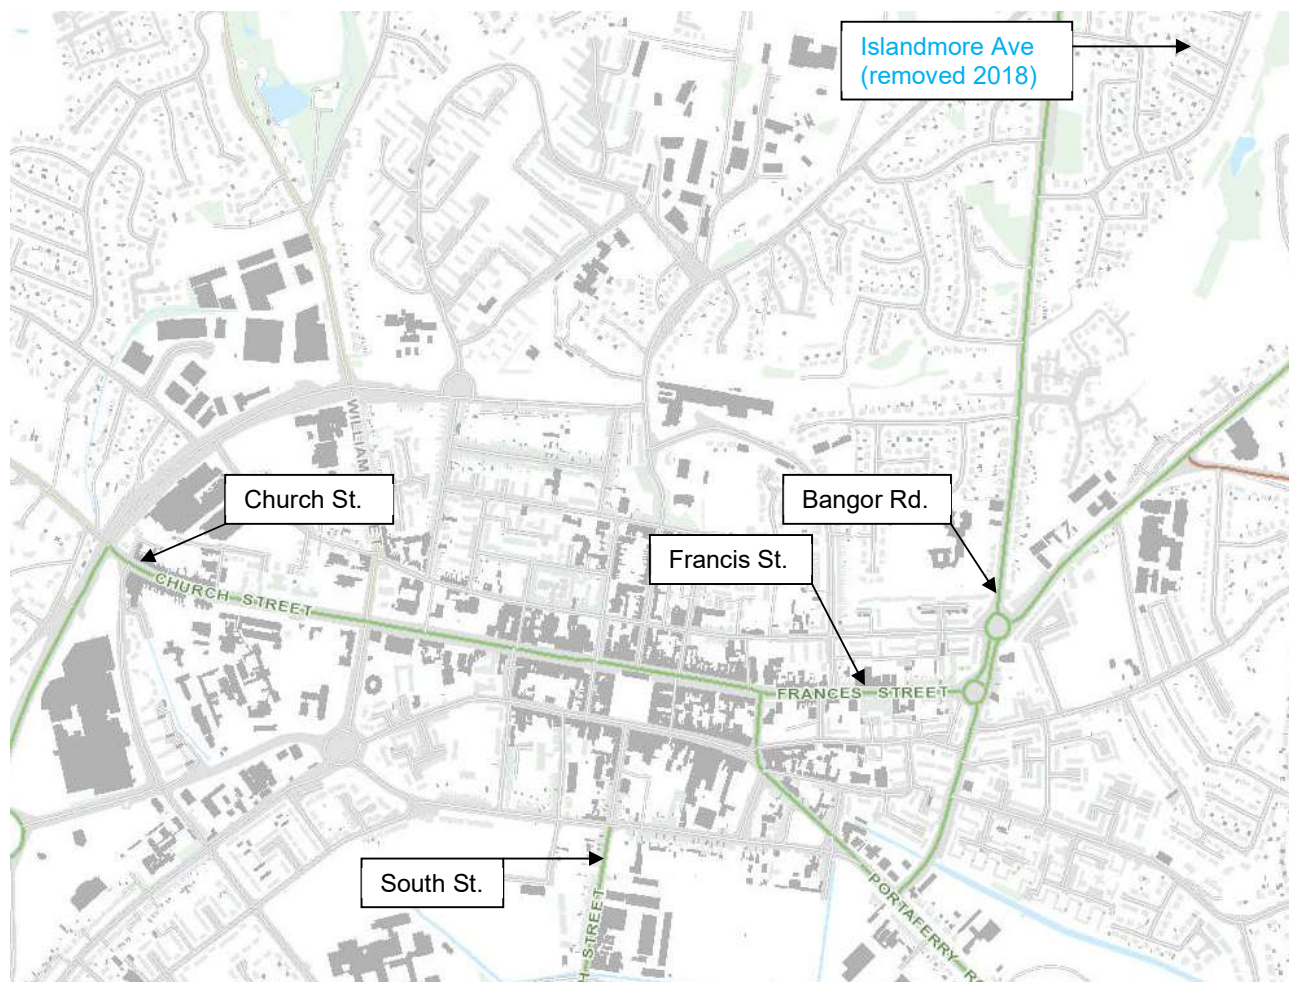 Islandmore Ave
(removed 2018)
WILLIAM
Church St.
Bangor Rd.
Francis St.
CHURCH STREET
FRANCES STREET
South St.
PORTAFERRY RO
H STREET